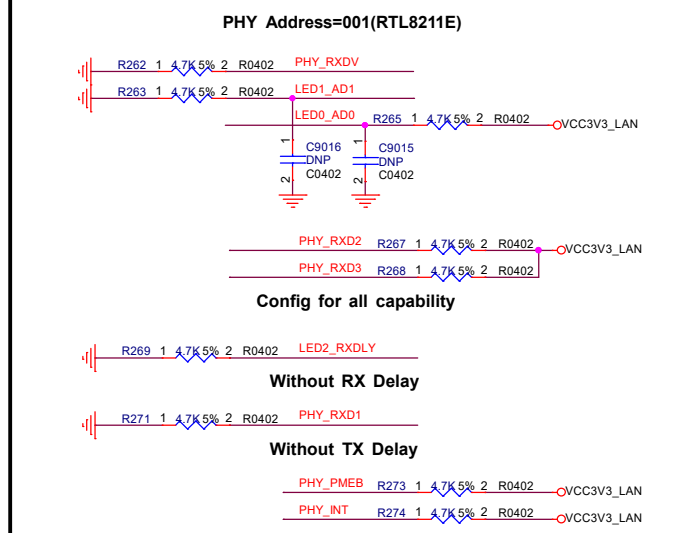 PHY Address=001(RTL8211E)
R262 1 4.7K 5% 2 R0402 PHY_RXDV
R263 1 4.7K 5% 2 R0402 LED1_AD1
LED0_AD0 R265 1 4.7K 5% 2 R0402 VCC3V3_LAN
1 C9016 DNP C0402 2
1 C9015 DNP C0402 2
PHY_RXD2 R267 1 4.7K 5% 2 R0402 VCC3V3_LAN
PHY_RXD3 R268 1 4.7K 5% 2 R0402
Config for all capability
R269 1 4.7K 5% 2 R0402 LED2_RXDLY
Without RX Delay
R271 1 4.7K 5% 2 R0402 PHY_RXD1
Without TX Delay
PHY_PMEB R273 1 4.7K 5% 2 R0402 VCC3V3_LAN
PHY_INT R274 1 4.7K 5% 2 R0402 VCC3V3_LAN